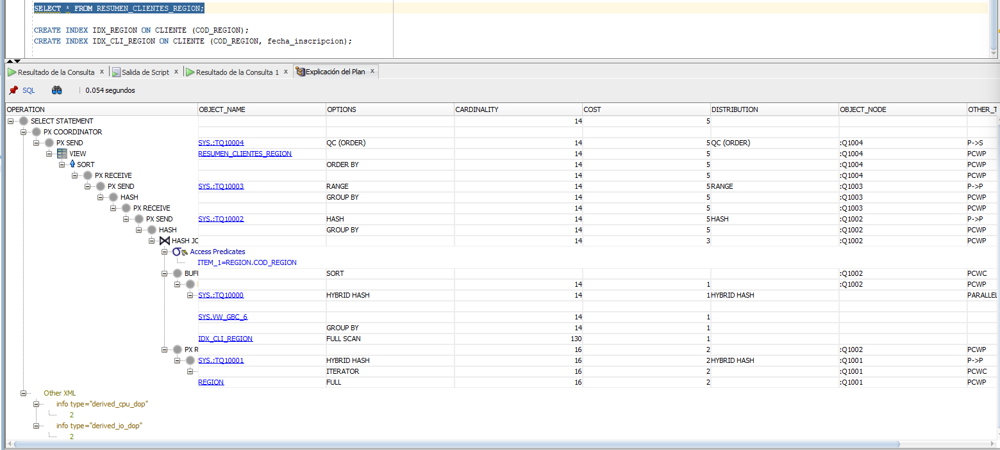 SELECT * FROM RESUMEN_CLIENTES_REGION;
CREATE INDEX IDX_REGION ON CLIENTE (COD_REGION);
CREATE INDEX IDX_CLI_REGION ON CLIENTE (COD_REGION, fecha_inscripcion);
Resultado de la Consulta x Salida de Script x Resultado de la Consulta 1 x Explicación del Plan x
SQL 0.054 segundos
OPERATION OBJECT_NAME OPTIONS CARDINALITY COST DISTRIBUTION OBJECT_NODE OTHER_T
SELECT STATEMENT 14 5
PX COORDINATOR
PX SEND SYS.:TQ10004 QC (ORDER) 14 5 QC (ORDER) :Q1004 P->S
VIEW RESUMEN_CLIENTES_REGION 14 5 :Q1004 PCWP
SORT ORDER BY 14 5 :Q1004 PCWP
PX RECEIVE 14 5 :Q1004 PCWP
PX SEND SYS.:TQ10003 RANGE 14 5 RANGE :Q1003 P->P
HASH GROUP BY 14 5 :Q1003 PCWP
PX RECEIVE 14 5 :Q1003 PCWP
PX SEND SYS.:TQ10002 HASH 14 5 HASH :Q1002 P->P
HASH GROUP BY 14 5 :Q1002 PCWP
HASH JO 14 3 :Q1002 PCWP
Access Predicates
ITEM_1=REGION.COD_REGION
BUFI SORT :Q1002 PCWC
14 1 :Q1002 PCWP
SYS.:TQ10000 HYBRID HASH 14 1 HYBRID HASH PARALLEL
SYS.VW_GBC_6 14 1
GROUP BY 14 1
IDX_CLI_REGION FULL SCAN 130 1
PX R 16 2 :Q1002 PCWP
SYS.:TQ10001 HYBRID HASH 16 2 HYBRID HASH :Q1001 P->P
ITERATOR 16 2 :Q1001 PCWC
REGION FULL 16 2 :Q1001 PCWP
Other XML
info type="derived_cpu_dop"
2
info type="derived_io_dop"
2